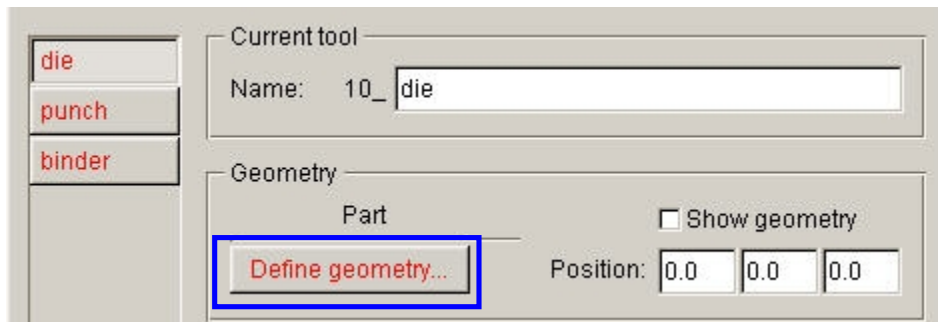 die
punch
binder
Current tool
Name: 10_ die
Geometry
Part
Show geometry
Define geometry...
Position: 0.0 0.0 0.0